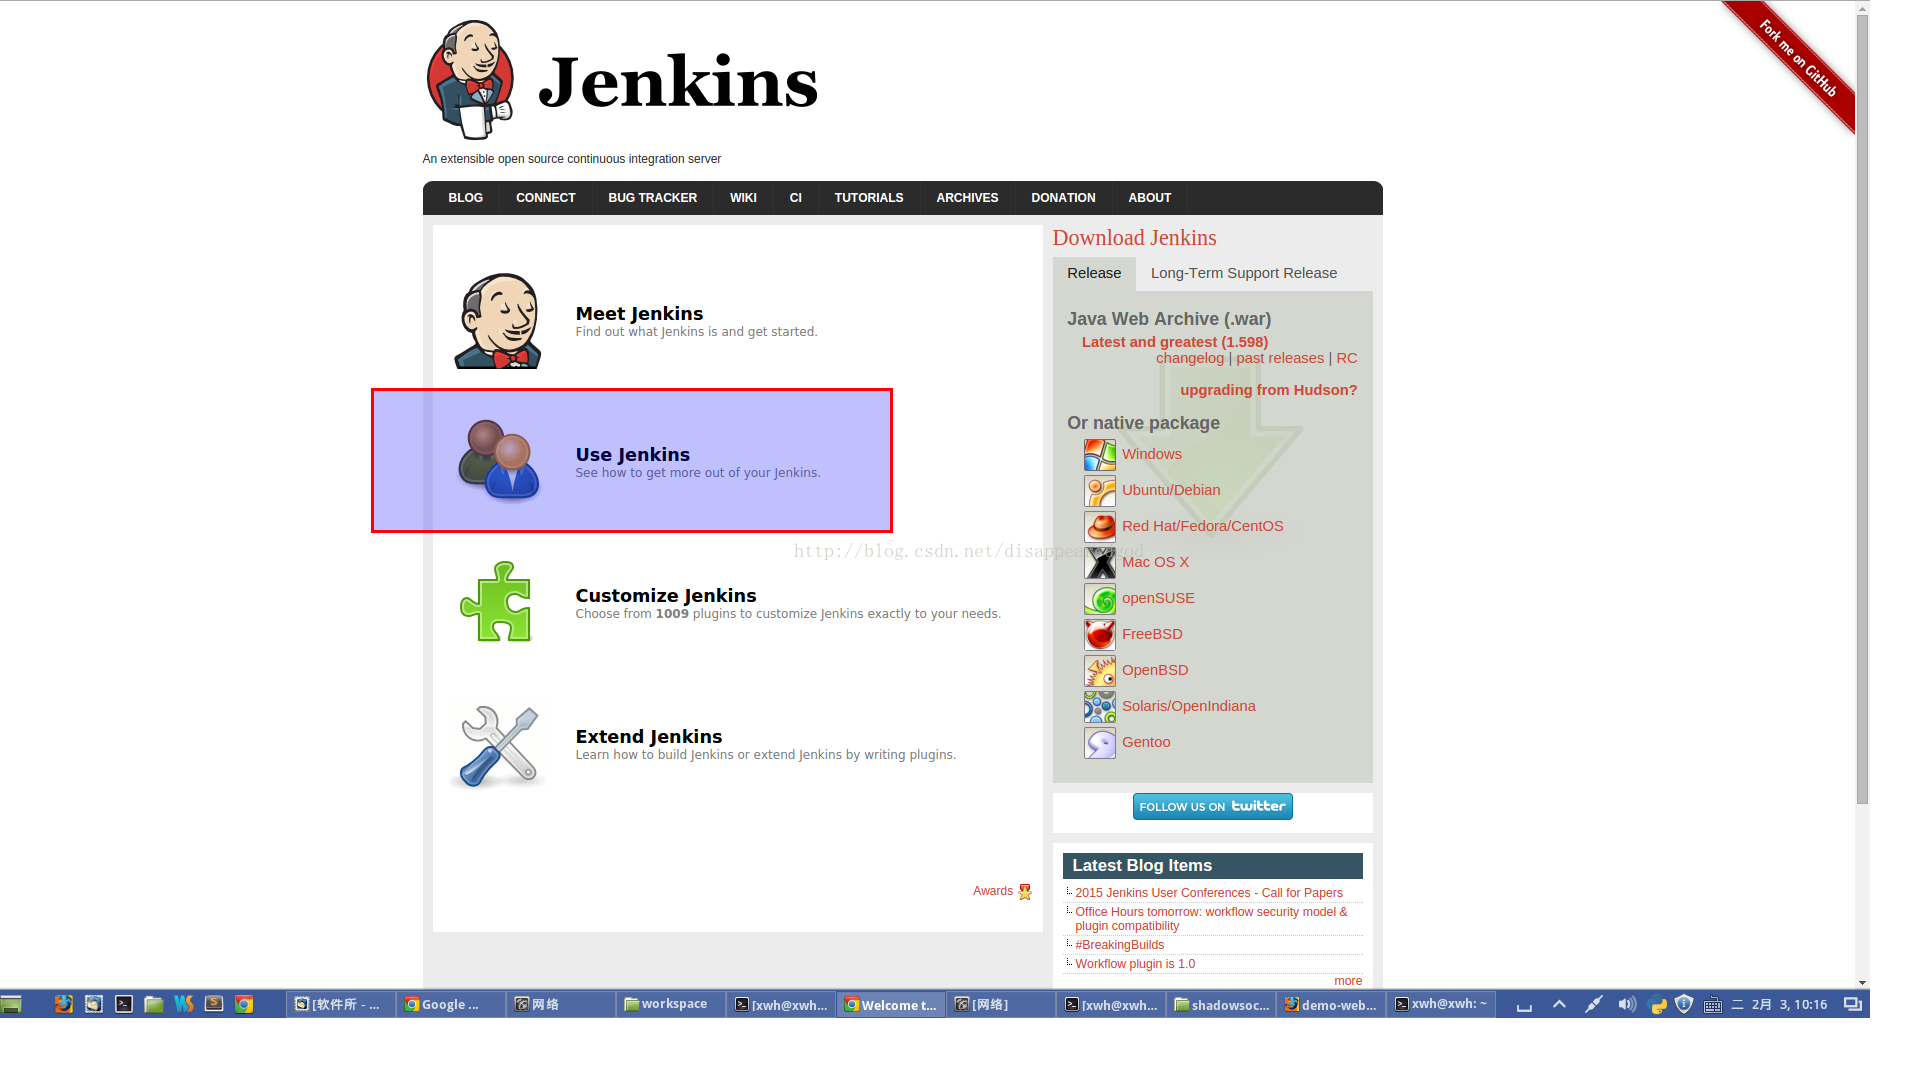 Fork me on GitHub
Jenkins
An extensible open source continuous integration server
BLOG CONNECT BUG TRACKER WIKI CI TUTORIALS ARCHIVES DONATION ABOUT
Meet Jenkins
Find out what Jenkins is and get started.
Use Jenkins
See how to get more out of your Jenkins.
Customize Jenkins
Choose from 1009 plugins to customize Jenkins exactly to your needs.
Extend Jenkins
Learn how to build Jenkins or extend Jenkins by writing plugins.
Awards
Download Jenkins
Release Long-Term Support Release
Java Web Archive (.war)
Latest and greatest (1.598)
changelog | past releases | RC
upgrading from Hudson?
Or native package
Windows
Ubuntu/Debian
Red Hat/Fedora/CentOS
Mac OS X
openSUSE
FreeBSD
OpenBSD
Solaris/OpenIndiana
Gentoo
FOLLOW US ON twitter
Latest Blog Items
2015 Jenkins User Conferences - Call for Papers
Office Hours tomorrow: workflow security model &
plugin compatibility
#BreakingBuilds
Workflow plugin is 1.0
more
[软件所 - ... Google ... 网络 workspace [xwh@xwh... Welcome t... [网络] [xwh@xwh... shadowsoc... demo-web... xwh@xwh: ~ 二 2月 3, 10:16